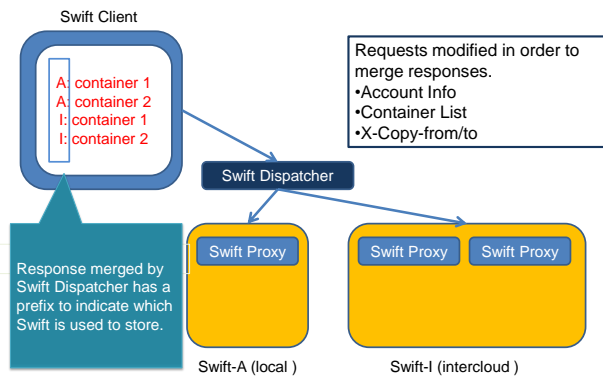 Swift Client
A: container 1
A: container 2
I: container 1
I: container 2
Requests modified in order to
merge responses.
•Account Info
•Container List
•X-Copy-from/to
Swift Dispatcher
Response merged by
Swift Dispatcher has a
prefix to indicate which
Swift is used to store.
Swift Proxy
Swift Proxy
Swift Proxy
Swift-A (local )
Swift-I (intercloud )